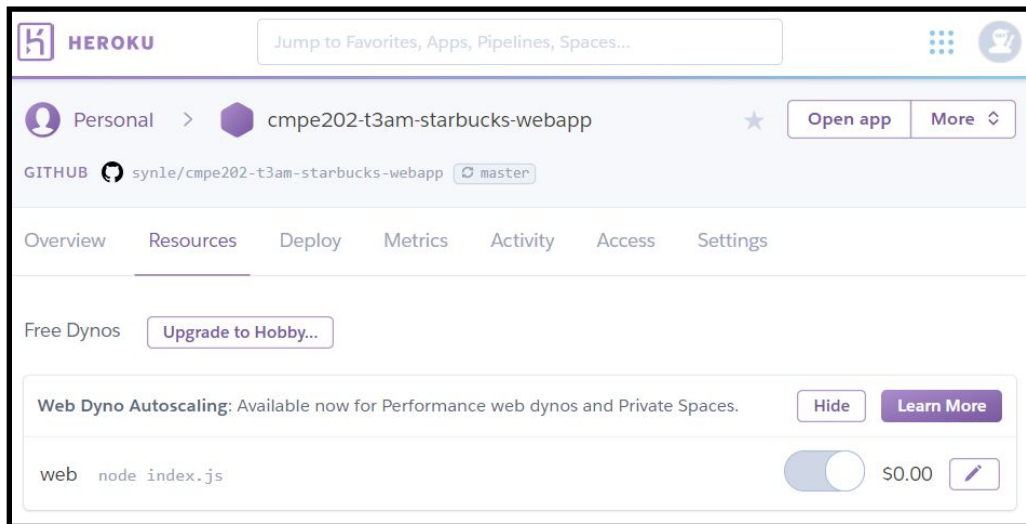 HEROKU
Jump to Favorites, Apps, Pipelines, Spaces...
Personal > cmpe202-t3am-starbucks-webapp
Open app
More
GITHUB synle/cmpe202-t3am-starbucks-webapp master
Overview Resources Deploy Metrics Activity Access Settings
Free Dynos Upgrade to Hobby...
Web Dyno Autoscaling: Available now for Performance web dynos and Private Spaces. Hide Learn More
web node index.js $0.00